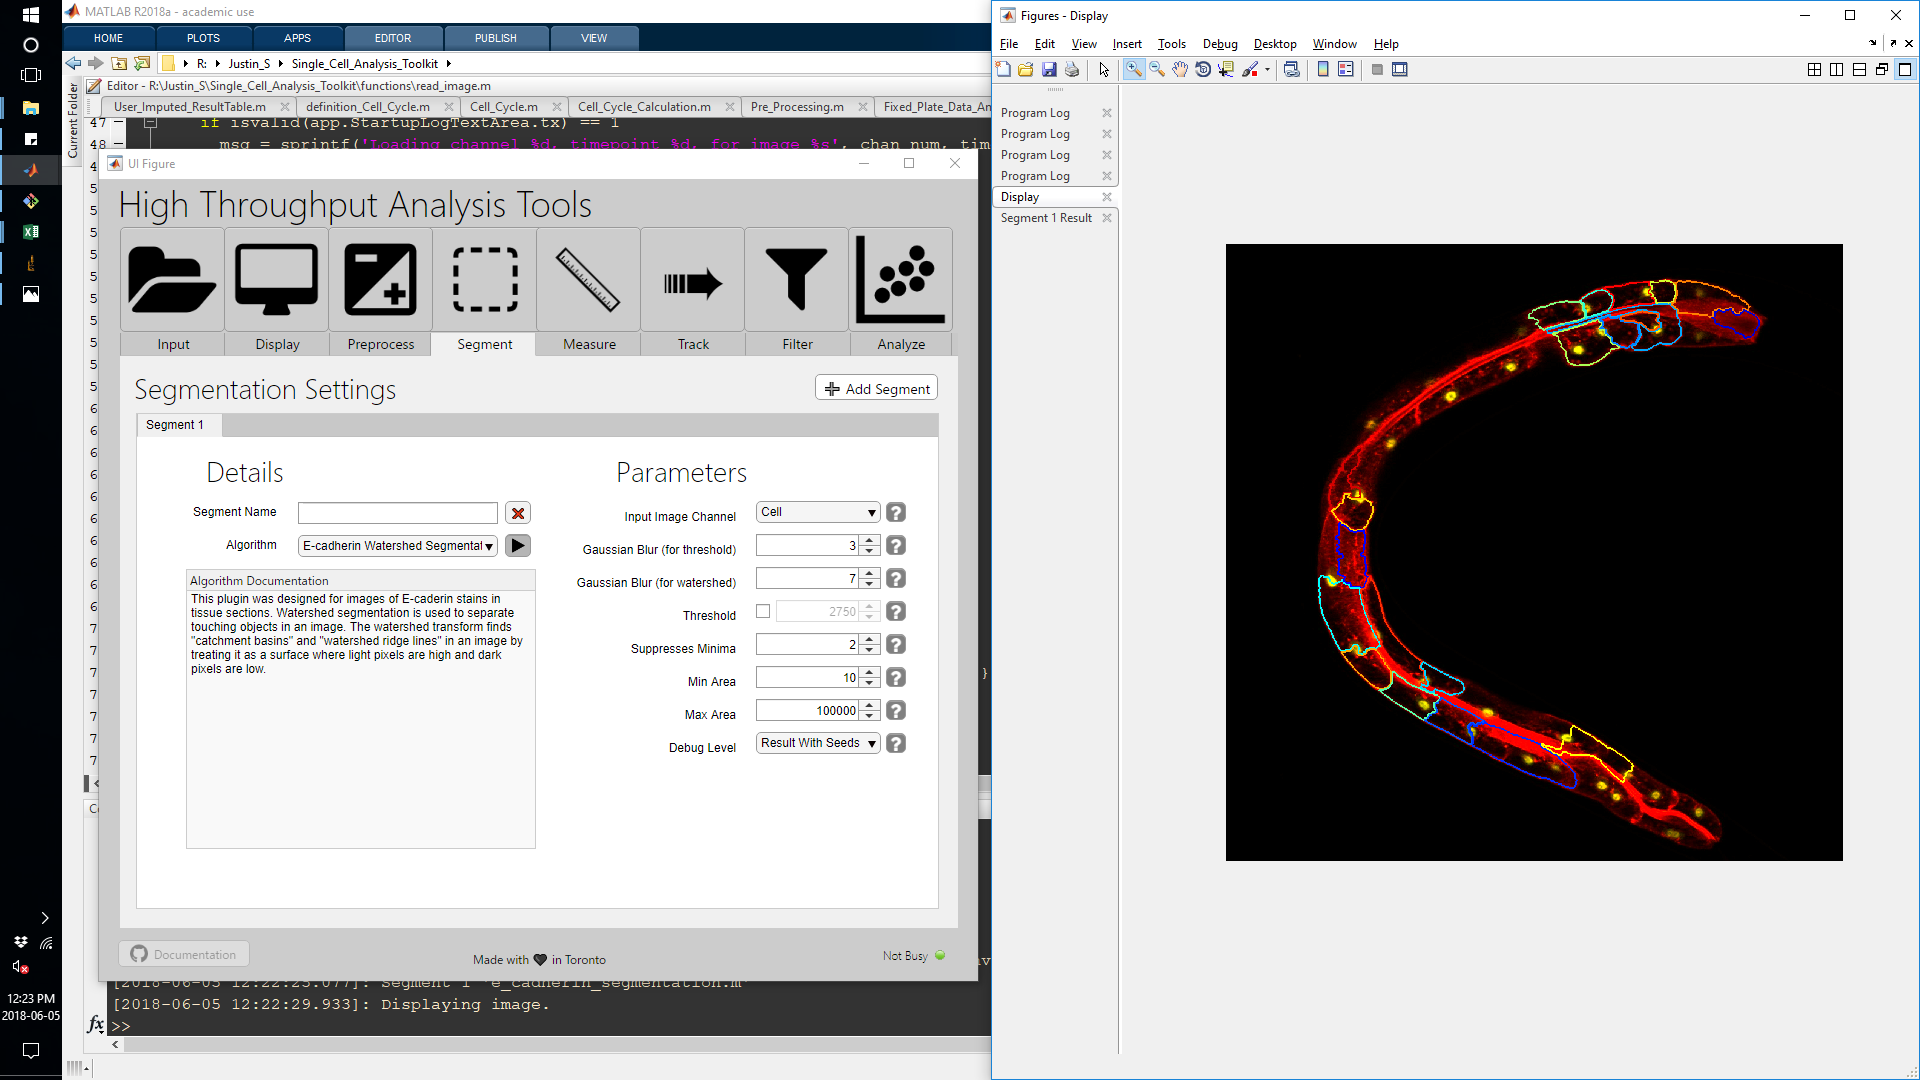 MATLAB R2018a - academic use
HOME PLOTS APPS EDITOR PUBLISH VIEW
R: Justin_S Single_Cell_Analysis_Toolkit
Editor - R:\Justin_S\Single_Cell_Analysis_Toolkit\functions\read_image.m
Current Folder
User_Imputed_ResultTable.m definition_Cell_Cycle.m Cell_Cycle.m Cell_Cycle_Calculation.m Pre_Processing.m Fixed_Plate_Data_An
47 if isvalid(app.StartupLogTextArea.tx) == 1
48 msg = sprintf('Loading channel %d, timepoint %d, for image %s', chan_num, tim
UI Figure
High Throughput Analysis Tools
Input Display Preprocess Segment Measure Track Filter Analyze
Segmentation Settings
Add Segment
Segment 1
Details
Segment Name
Algorithm E-cadherin Watershed Segmentat
Algorithm Documentation
This plugin was designed for images of E-caderin stains in
tissue sections. Watershed segmentation is used to separate
touching objects in an image. The watershed transform finds
"catchment basins" and "watershed ridge lines" in an image by
treating it as a surface where light pixels are high and dark
pixels are low.
Parameters
Input Image Channel Cell ?
Gaussian Blur (for threshold) 3 ?
Gaussian Blur (for watershed) 7 ?
Threshold 2750 ?
Suppresses Minima 2 ?
Min Area 10 ?
Max Area 100000 ?
Debug Level Result With Seeds ?
Documentation
Made with in Toronto
Not Busy
[2018-06-05 12:22:25.077]: Segment 1 'e_cadherin_segmentation.m'
[2018-06-05 12:22:29.933]: Displaying image.
fx >>
12:23 PM
2018-06-05
Figures - Display
File Edit View Insert Tools Debug Desktop Window Help
Program Log
Program Log
Program Log
Program Log
Display
Segment 1 Result